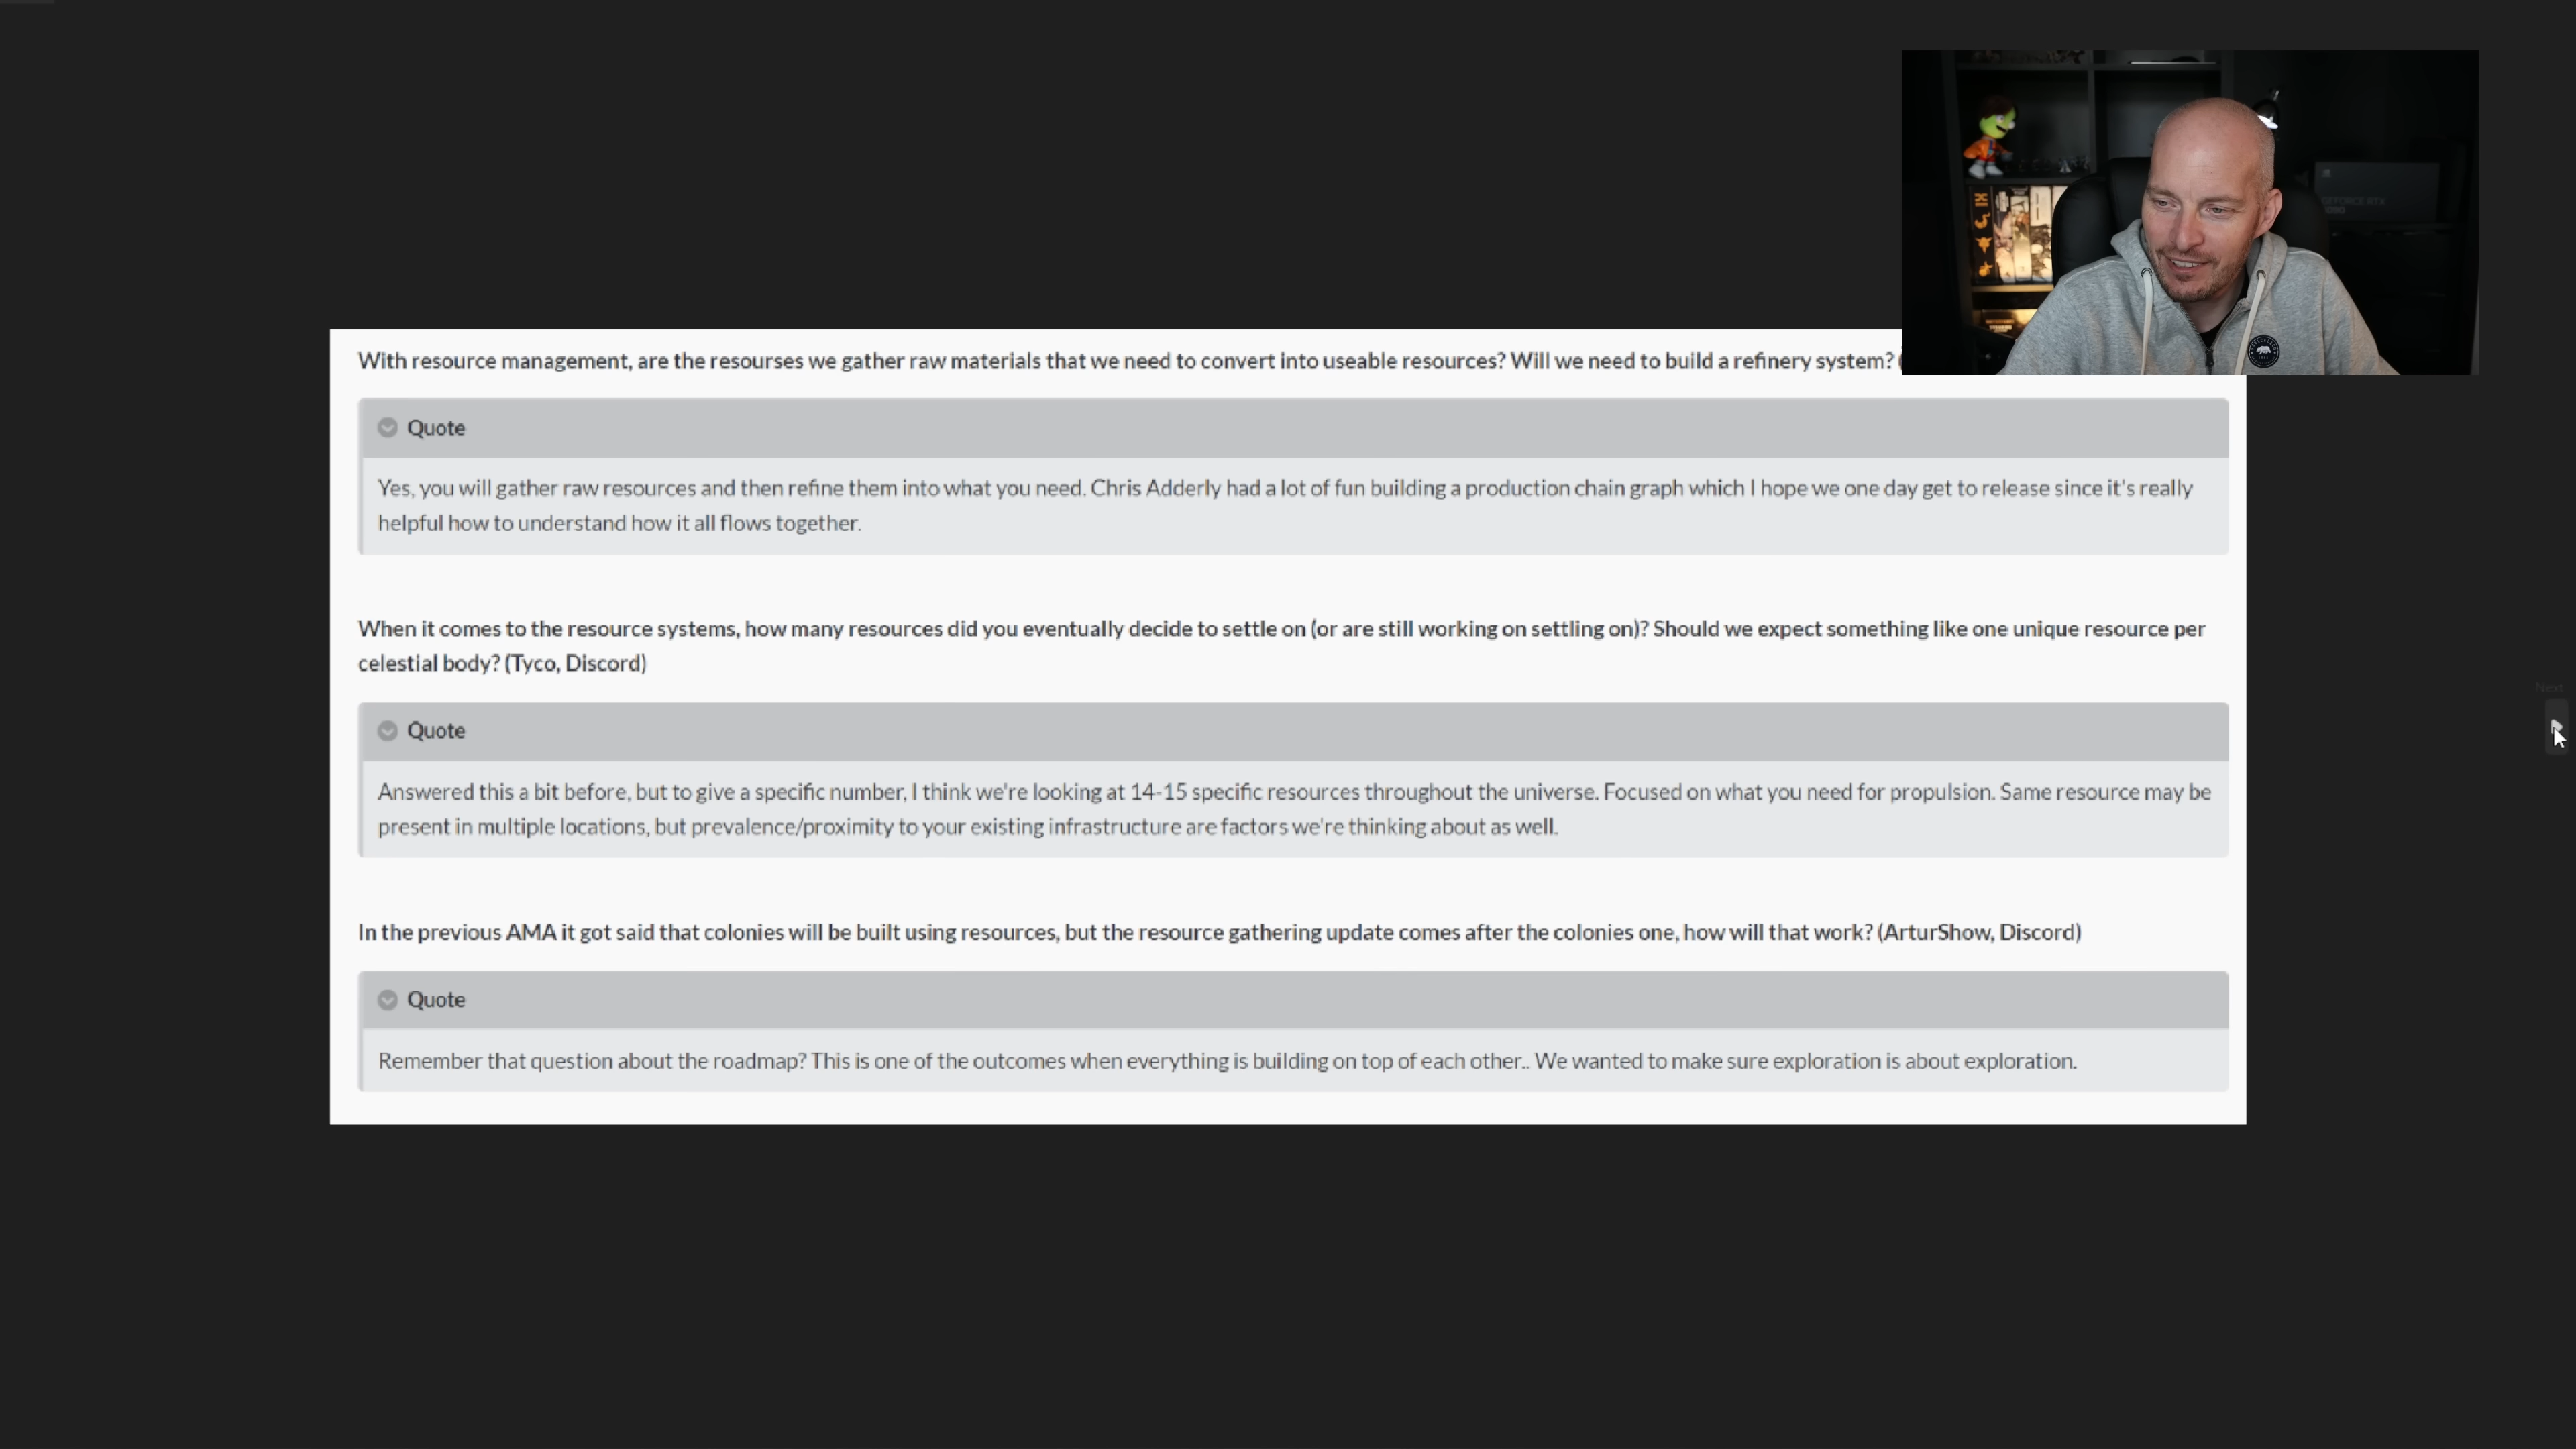 With resource management, are the resourses we gather raw materials that we need to convert into useable resources? Will we need to build a refinery system? (
Quote
Yes, you will gather raw resources and then refine them into what you need. Chris Adderly had a lot of fun building a production chain graph which I hope we one day get to release since it's really
helpful how to understand how it all flows together.
When it comes to the resource systems, how many resources did you eventually decide to settle on (or are still working on settling on)? Should we expect something like one unique resource per
celestial body? (Tyco, Discord)
Quote
Answered this a bit before, but to give a specific number, I think we're looking at 14-15 specific resources throughout the universe. Focused on what you need for propulsion. Same resource may be
present in multiple locations, but prevalence/proximity to your existing infrastructure are factors we're thinking about as well.
Next
In the previous AMA it got said that colonies will be built using resources, but the resource gathering update comes after the colonies one, how will that work? (ArturShow, Discord)
Quote
Remember that question about the roadmap? This is one of the outcomes when everything is building on top of each other.. We wanted to make sure exploration is about exploration.
GEFORCE RTX